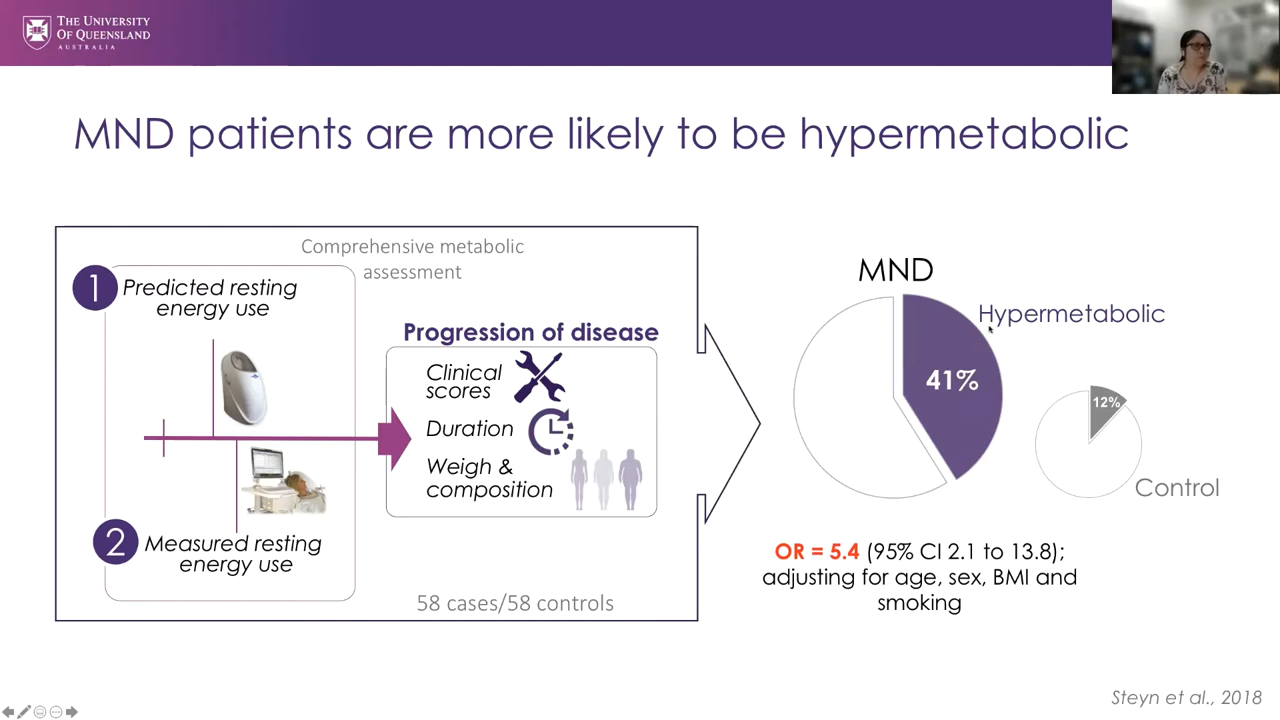 THE UNIVERSITY
OF QUEENSLAND
AUSTRALIA
MND patients are more likely to be hypermetabolic
Comprehensive metabolic
assessment
1
Predicted resting
energy use
Progression of disease
Clinical
scores
Duration
Weigh &
composition
2
Measured resting
energy use
58 cases/58 controls
MND
Hypermetabolic
41%
12%
Control
OR = 5.4 (95% CI 2.1 to 13.8);
adjusting for age, sex, BMI and
smoking
Steyn et al., 2018